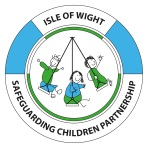 ISLE OF WIGHT
SAFEGUARDING CHILDREN PARTNERSHIP